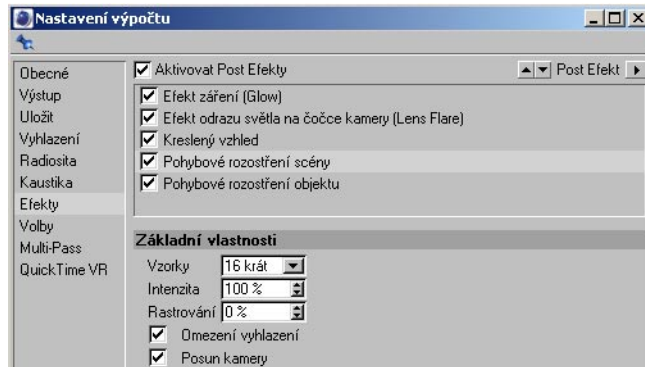 Nastavení výpočtu
Obecné
Výstup
Uložit
Vyhlazení
Radiosita
Kaustika
Efekty
Volby
Multi-Pass
QuickTime VR
Aktivovat Post Efekty
Post Efekt
Efekt záření (Glow)
Efekt odrazu světla na čočce kamery (Lens Flare)
Kreslený vzhled
Pohybové rozostření scény
Pohybové rozostření objektu
Základní vlastnosti
Vzorky 16 krát
Intenzita 100 %
Rastrování 0 %
Omezení vyhlazení
Posun kamery